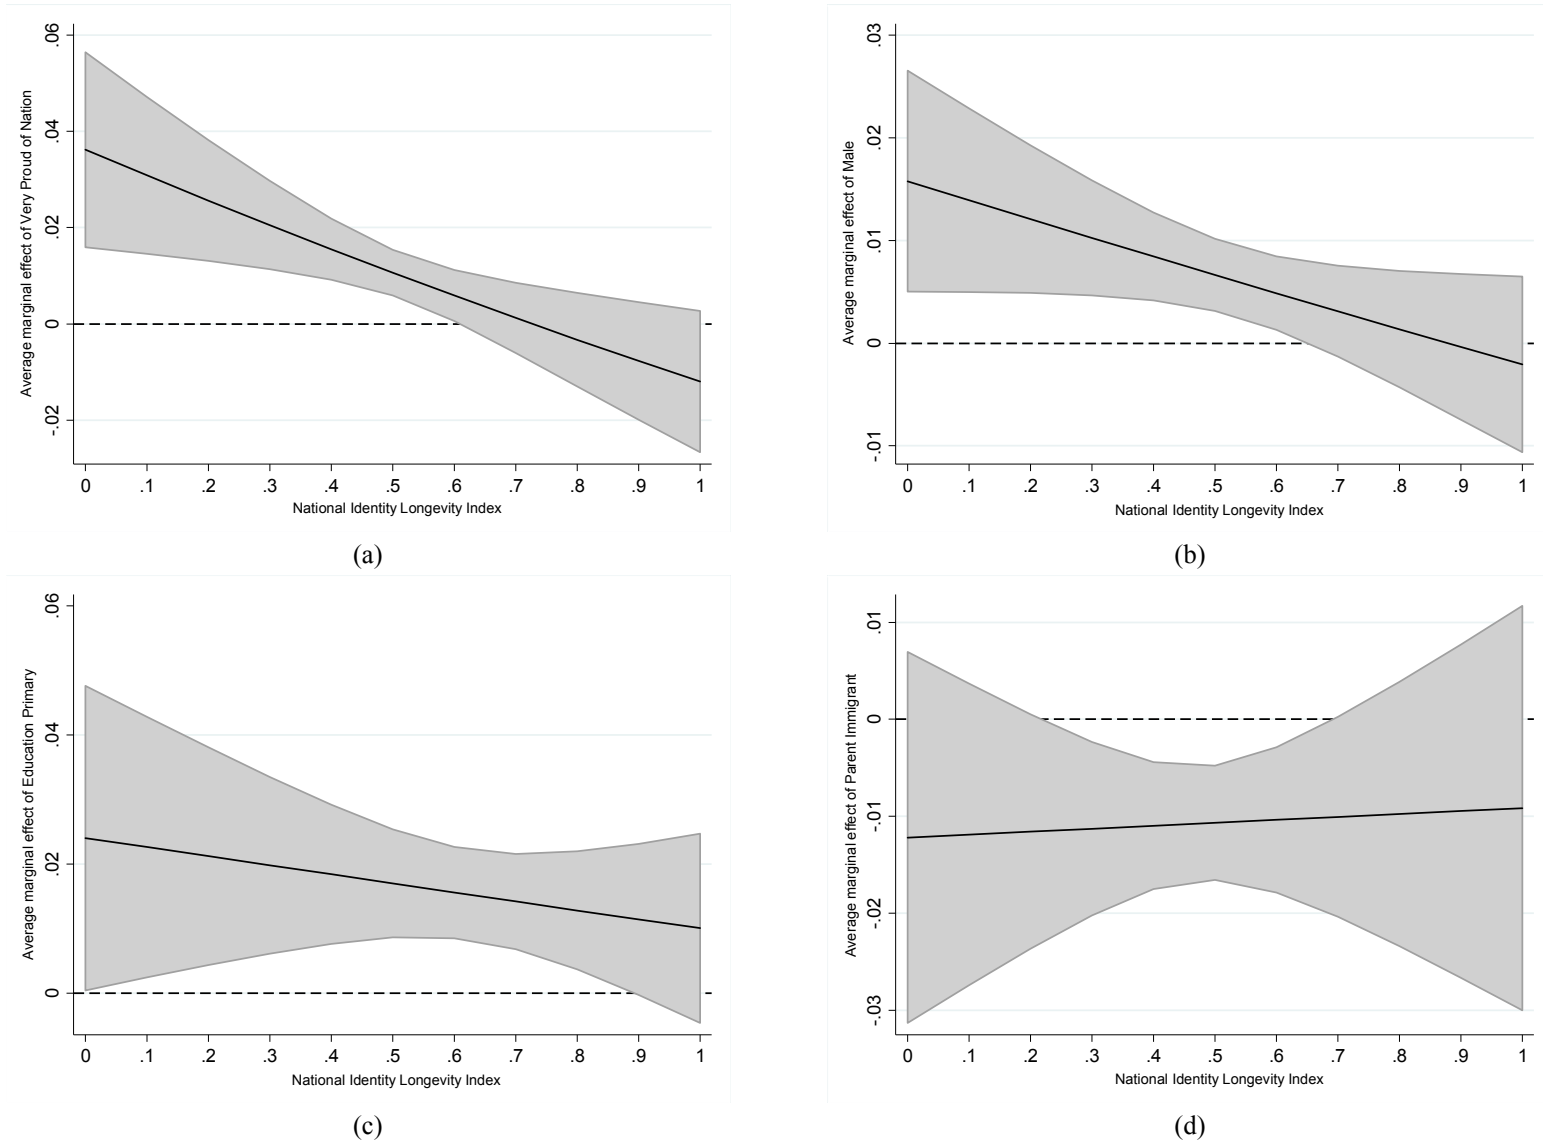 Average marginal effect of Very Proud of Nation
.06
.04
.02
0
-.02
0 .1 .2 .3 .4 .5 .6 .7 .8 .9 1
National Identity Longevity Index
(a)
Average marginal effect of Male
.03
.02
.01
0
-.01
0 .1 .2 .3 .4 .5 .6 .7 .8 .9 1
National Identity Longevity Index
(b)
Average marginal effect of Education Primary
.06
.04
.02
0
0 .1 .2 .3 .4 .5 .6 .7 .8 .9 1
National Identity Longevity Index
(c)
Average marginal effect of Parent Immigrant
.01
0
-.01
-.02
-.03
0 .1 .2 .3 .4 .5 .6 .7 .8 .9 1
National Identity Longevity Index
(d)